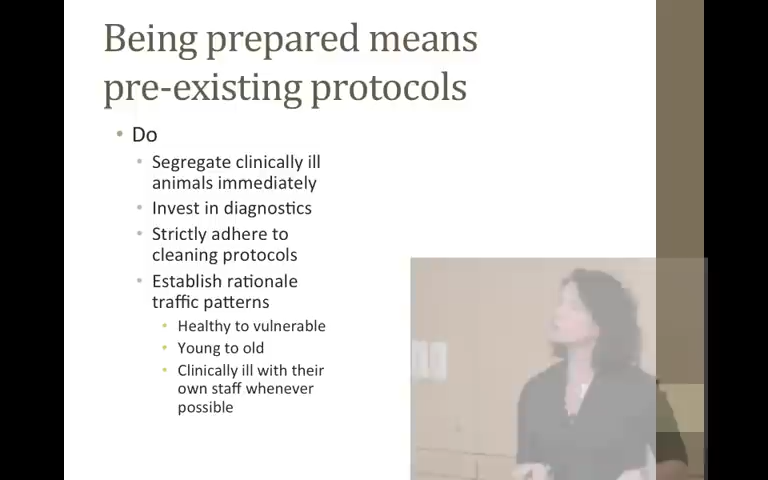 Being prepared means
pre-existing protocols
• Do
• Segregate clinically ill
animals immediately
• Invest in diagnostics
• Strictly adhere to
cleaning protocols
• Establish rationale
traffic patterns
• Healthy to vulnerable
• Young to old
• Clinically ill with their
own staff whenever
possible